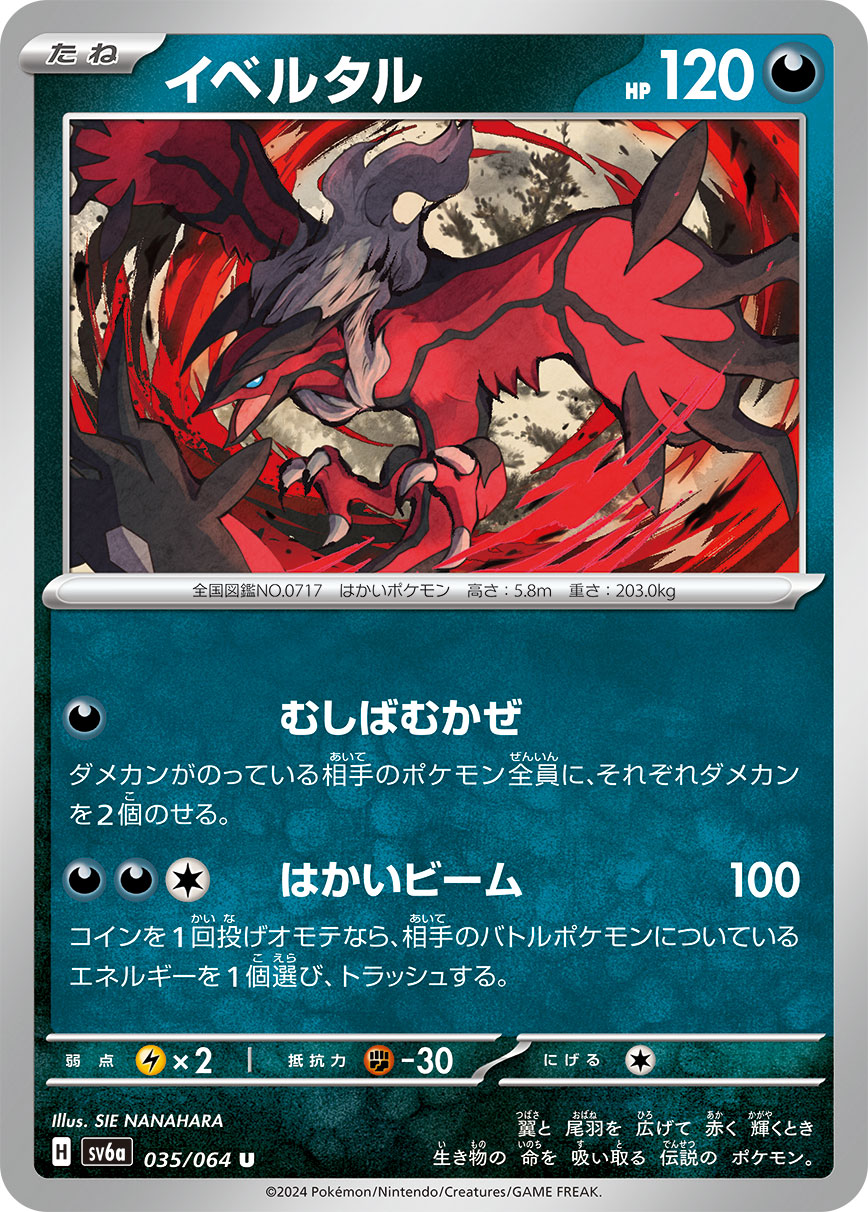 たね
イベルタル
HP 120
全国図鑑NO.0717 はかいポケモン 高さ：5.8m 重さ：203.0kg
むしばむかぜ
ダメカンがのっている相手のポケモン全員に、それぞれダメカン
を2個のせる。
はかいビーム 100
コインを1回投げオモテなら、相手のバトルポケモンについている
エネルギーを1個選び、トラッシュする。
弱点 ×2 抵抗力 -30 にげる
Illus. SIE NANAHARA
翼と 尾羽を 広げて 赤く 輝くとき
生き物の 命を 吸い取る 伝説の ポケモン。
H sv6a 035/064 U
©2024 Pokémon/Nintendo/Creatures/GAME FREAK.